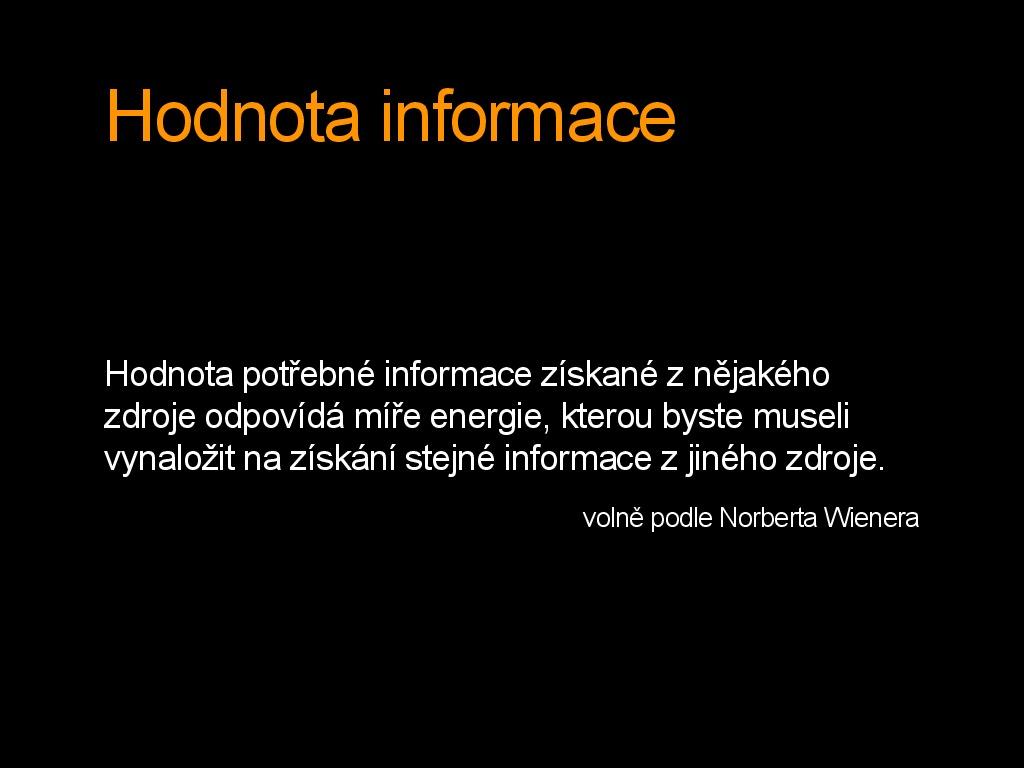 Hodnota informace
Hodnota potřebné informace získané z nějakého
zdroje odpovídá míře energie, kterou byste museli
vynaložit na získání stejné informace z jiného zdroje.
volně podle Norberta Wienera